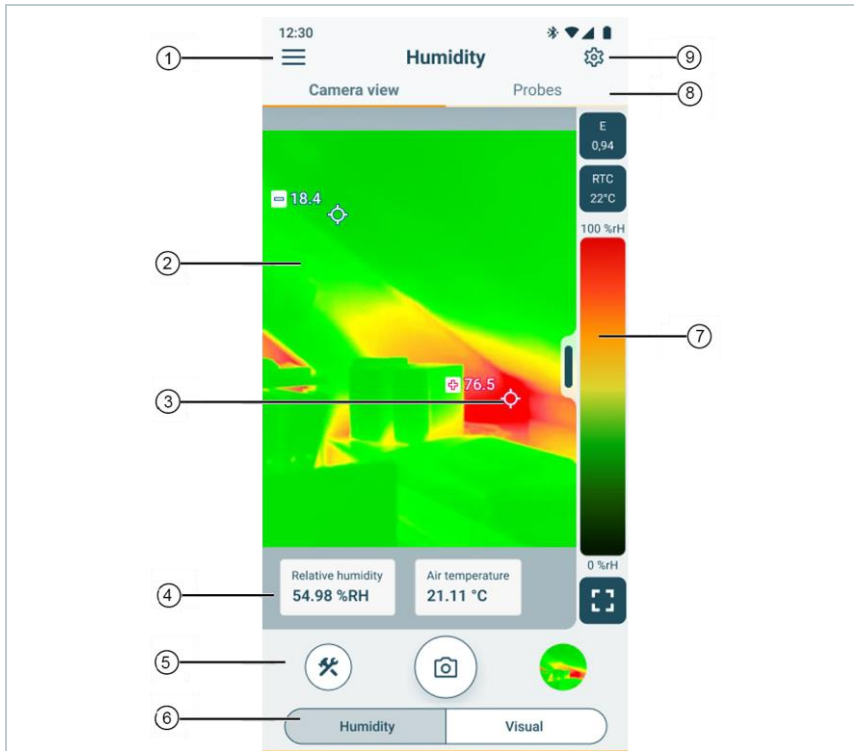 12:30
1
Humidity
9
Camera view
Probes
8
E
0,94
RTC
22°C
18.4
100 %rH
2
7
76.5
3
0 %rH
Relative humidity
54.98 %RH
Air temperature
21.11 °C
4
5
6
Humidity
Visual